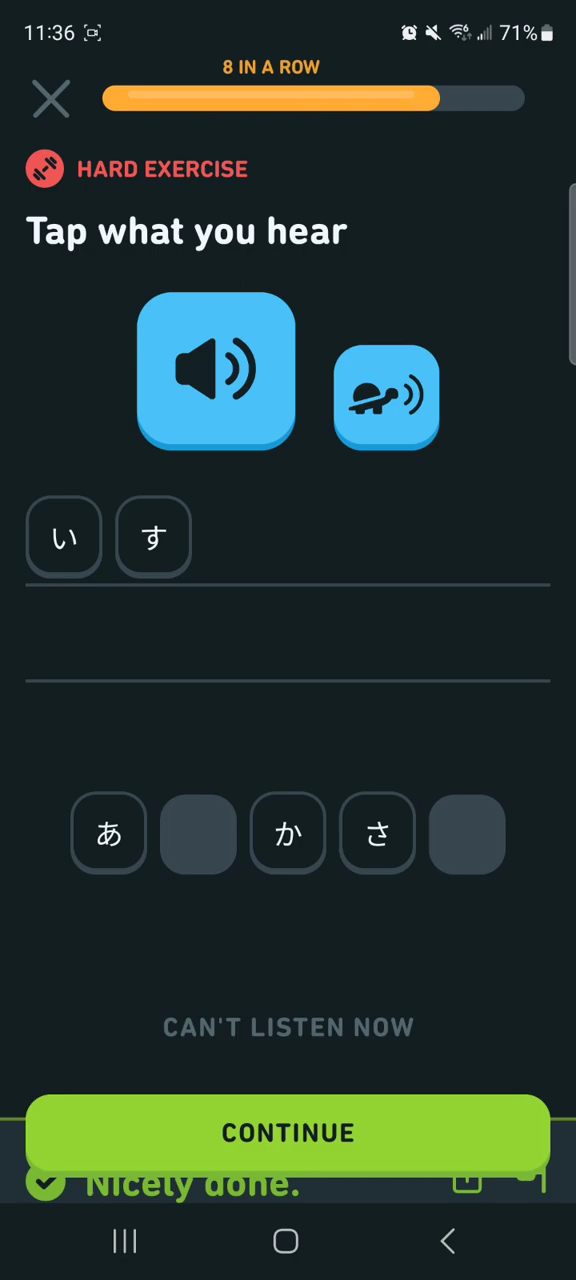 11:36 71%
8 IN A ROW
HARD EXERCISE
Tap what you hear
い す
あ か さ
CAN'T LISTEN NOW
CONTINUE
Nicely done.